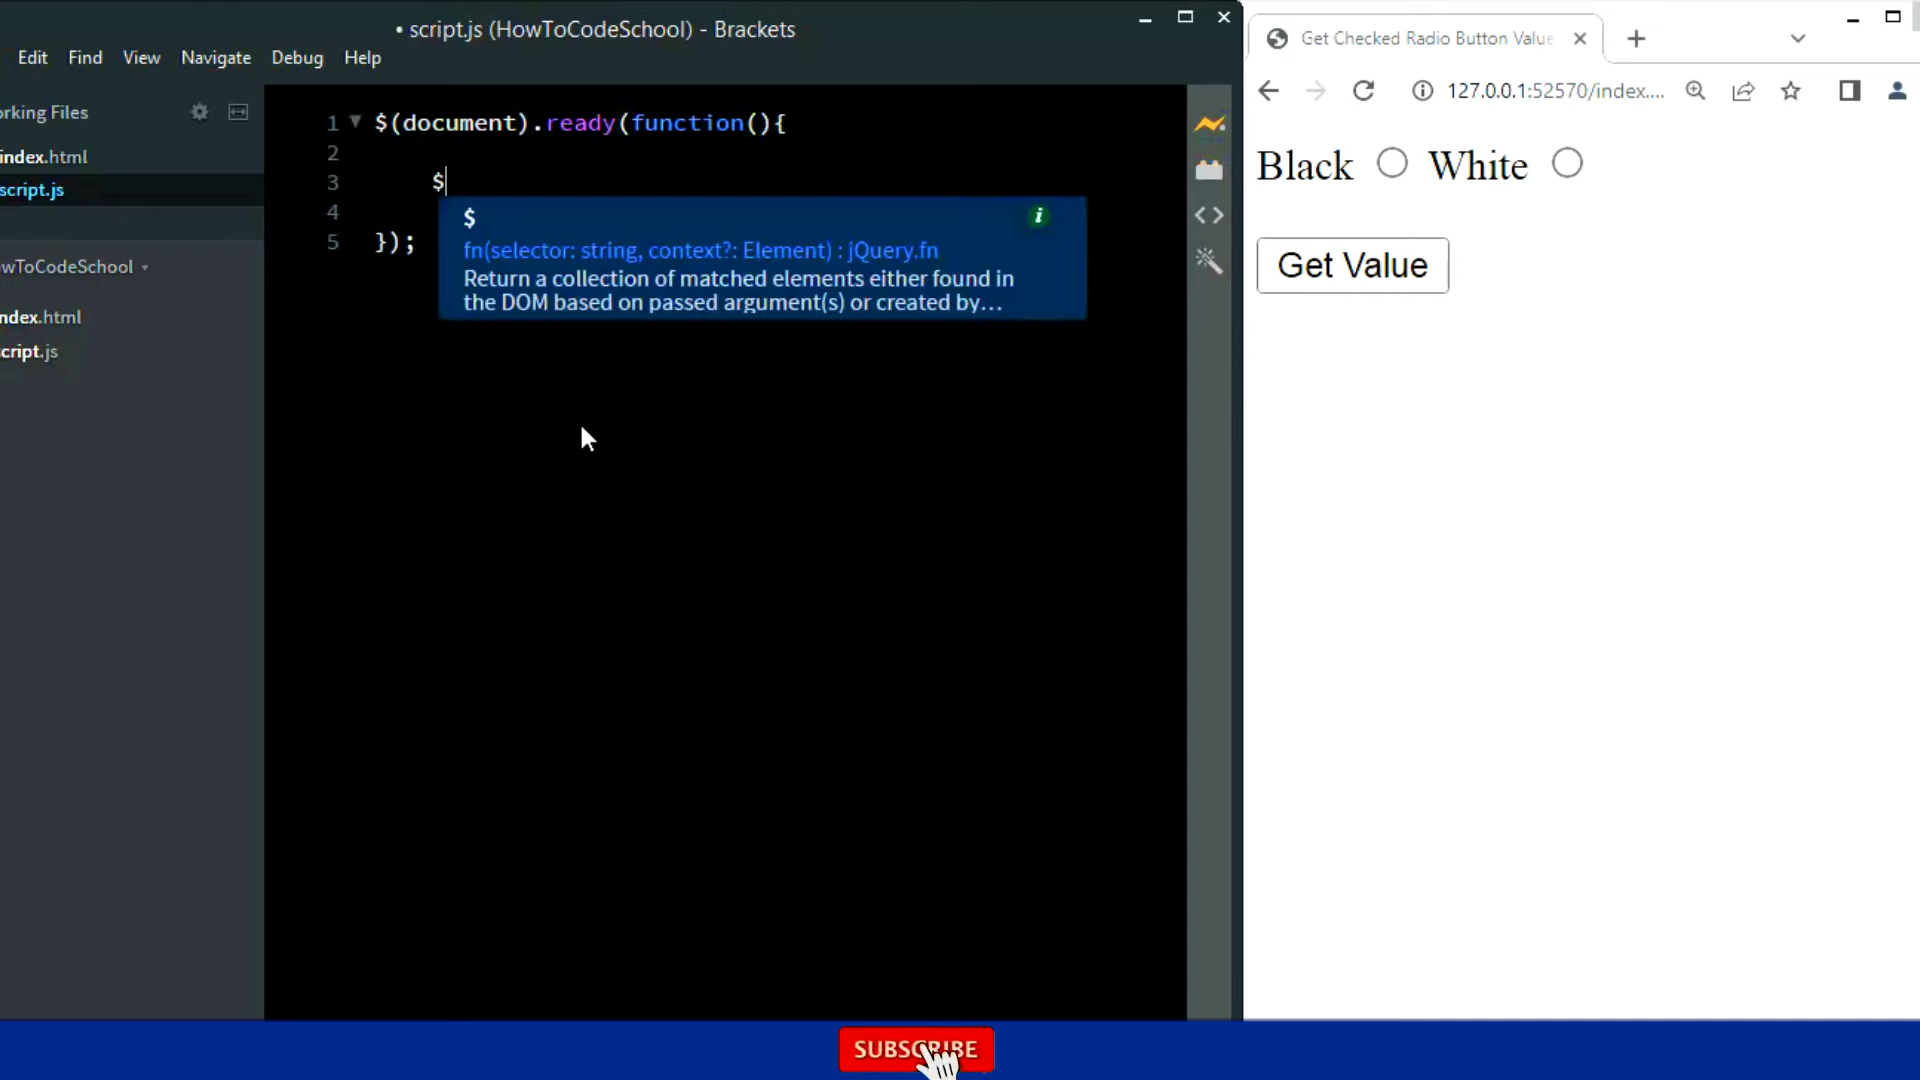 • script.js (HowToCodeSchool) - Brackets
Edit Find View Navigate Debug Help
orking Files
index.html
script.js
wToCodeSchool
ndex.html
cript.js
1 $(document).ready(function(){
2
3 $
4
5 });
$
i
fn(selector: string, context?: Element) : jQuery.fn
Return a collection of matched elements either found in
the DOM based on passed argument(s) or created by...
Get Checked Radio Button Value
127.0.0.1:52570/index....
Black White
Get Value
SUBSCRIBE